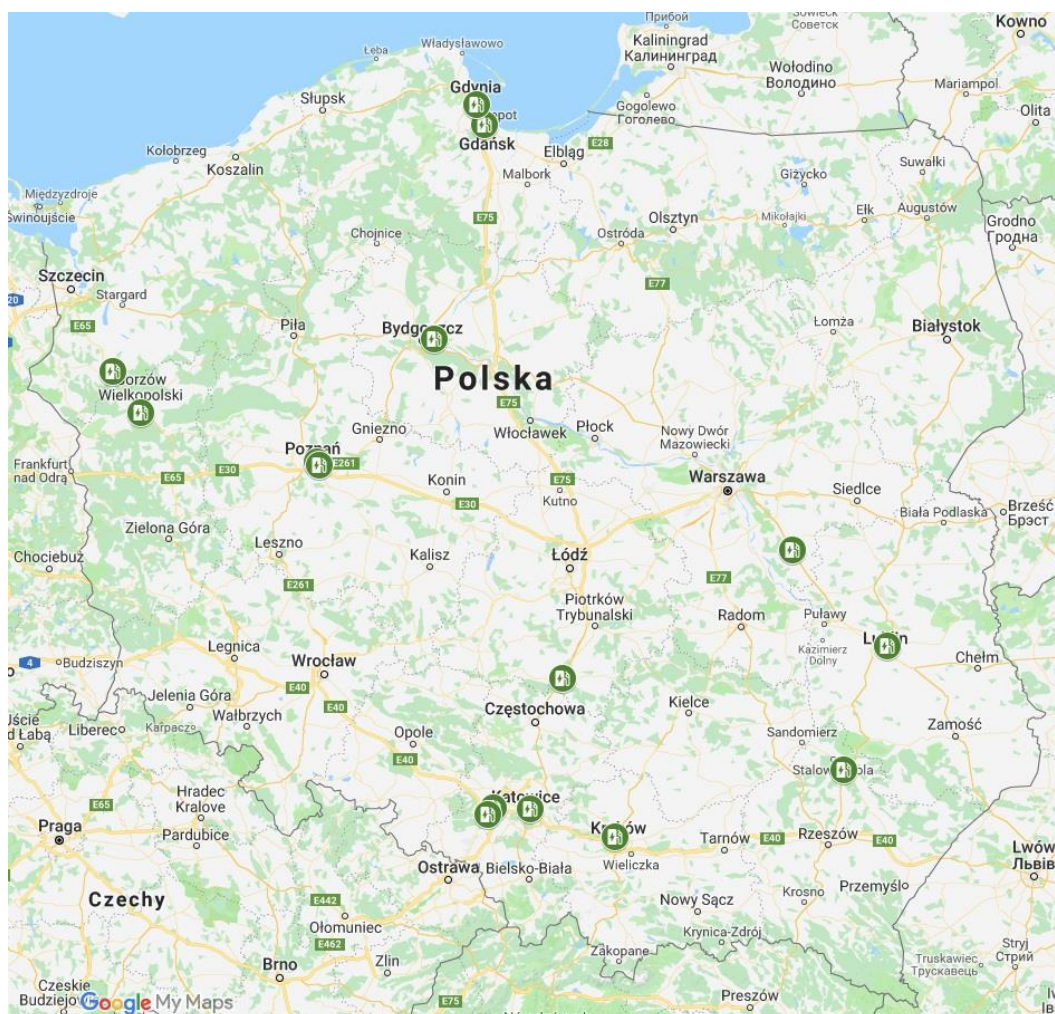 Прибой
Советск
Kowno
Kaliningrad
Калининград
Władysławowo
Łeba
Wołodino
Володино
Mariampol
Gdynia
Słupsk
Gogolewo
Гоголево
Olita
Gdańsk
Elbląg
E28
Kołobrzeg
Koszalin
Malbork
Suwałki
Giżycko
Międzyzdroje
Świnoujście
E75
Olsztyn
Mikołajki
Ełk
Augustów
Grodno
Гродна
Chojnice
Ostróda
Szczecin
E77
20
Stargard
E65
Piła
Bydgoszcz
Łomża
Białystok
Polska
Wielkopolski
E75
Włocławek
Płock
Gniezno
Nowy Dwór
Mazowiecki
Poznań
E261
Frankfurt
nad Odrą
E65
E30
Konin
E75
Kutno
Warszawa
Siedlce
E30
Biała Podlaska
Brześć
Брэст
Zielona Góra
Leszno
Chociebuż
Kalisz
Łódź
E261
E77
Piotrków
Trybunalski
Radom
Puławy
Legnica
Kazimierz
Dolny
4
Budziszyn
Wrocław
Chełm
E40
Jelenia Góra
E40
Kielce
Liberec
Karpacz
Wałbrzych
Częstochowa
Zamość
Opole
Sandomierz
E40
Katowice
E65
Hradec
Kralove
Praga
Pardubice
Kraków
Tarnów
E40
Rzeszów
E40
Wieliczka
Lwów
Львів
Ostrawa
Bielsko-Biała
Przemyśl
Czechy
E442
Krosno
Nowy Sącz
Ołomuniec
E462
Krynica-Zdrój
Zlin
Zakopane
Stryj
Стрий
Brno
Truskawiec
Трускавець
Czeskie
Google My Maps
E75
Preszów